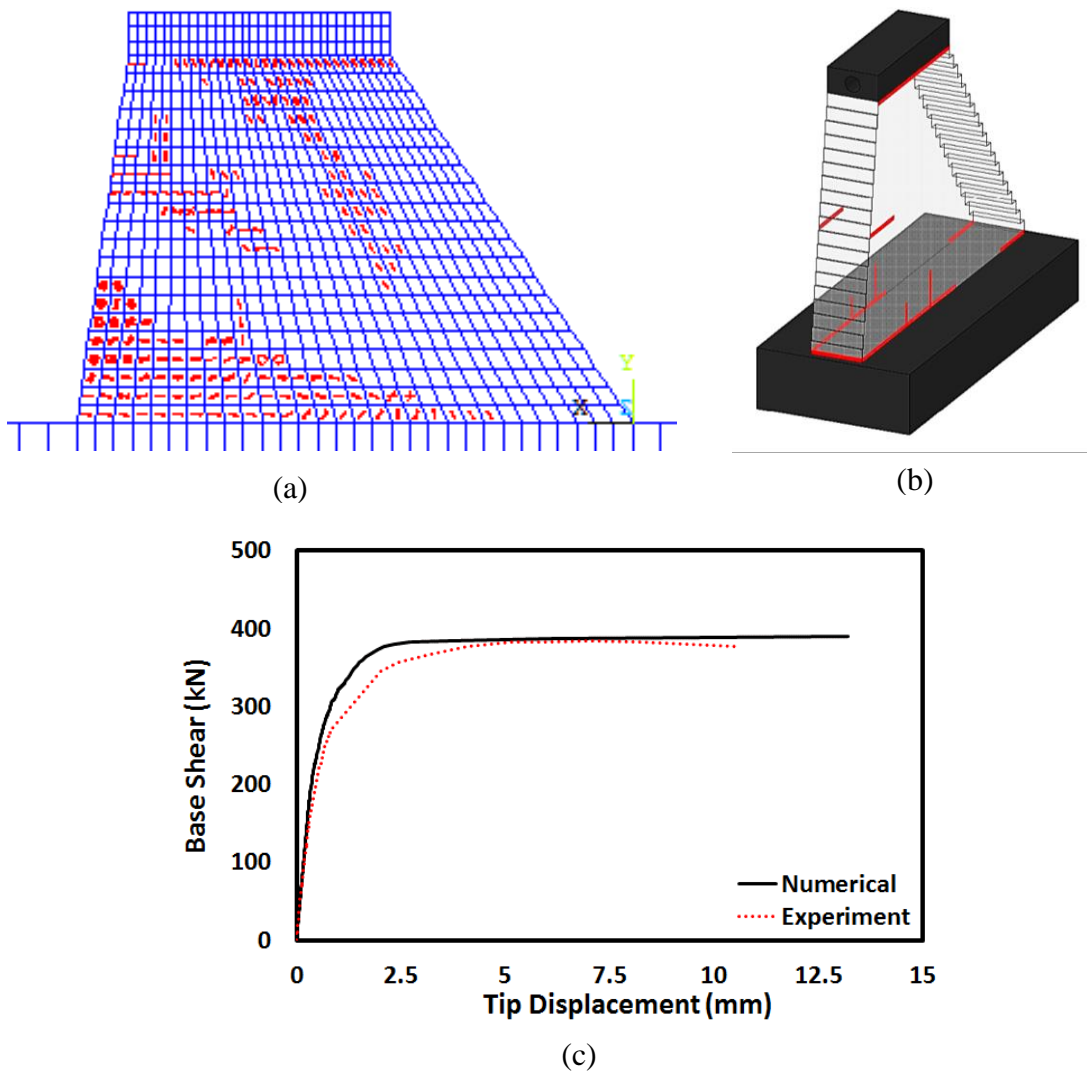 Y
X
Z
(a)
(b)
500
400
300
200
100
0
Base Shear (kN)
Numerical
Experiment
0 2.5 5 7.5 10 12.5 15
Tip Displacement (mm)
(c)